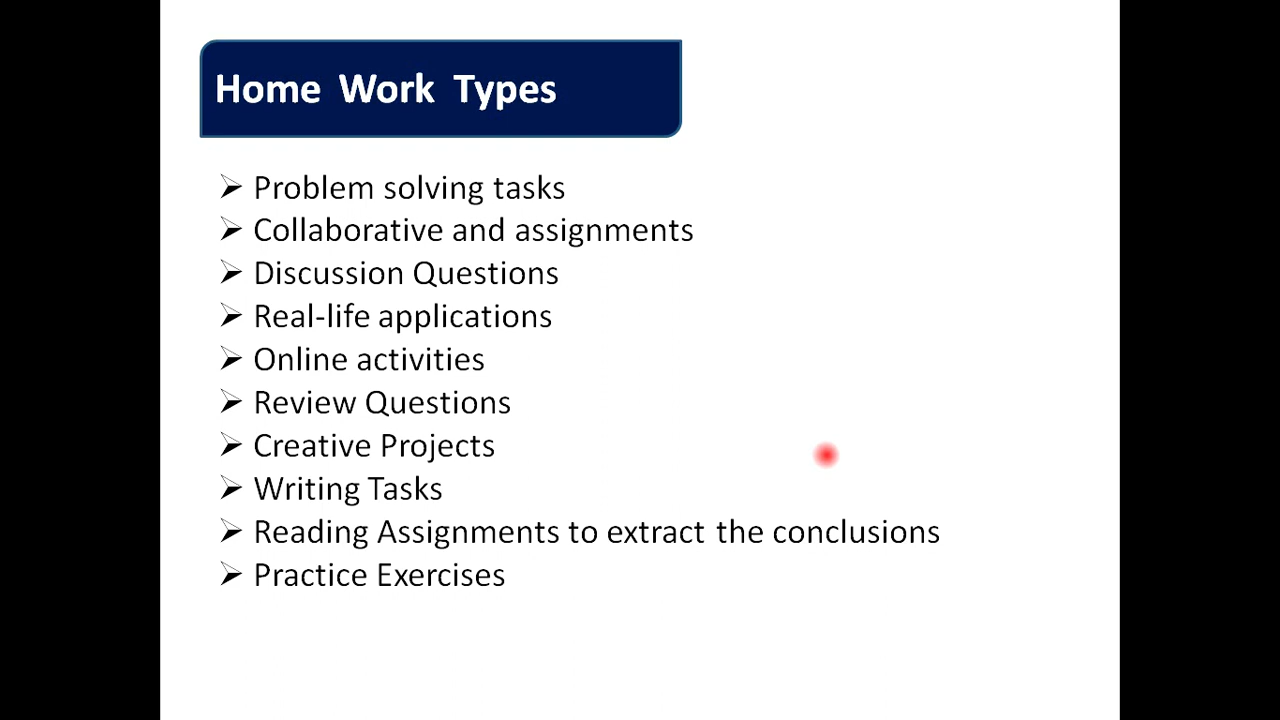 Home Work Types
Problem solving tasks
Collaborative and assignments
Discussion Questions
Real-life applications
Online activities
Review Questions
Creative Projects
Writing Tasks
Reading Assignments to extract the conclusions
Practice Exercises